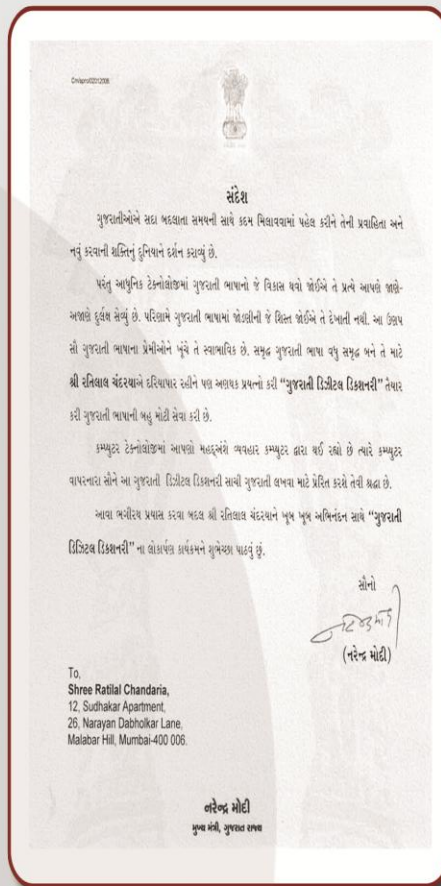 સંદેશ
ગુજરાતીઓએ સદા બદલાતા સમયની સાથે કદમ મિલાવવામાં પહેલ કરીને તેની પ્રવાહિતા અને
નવું કરવાની શક્તિનું દુનિયાને દર્શન કરાવ્યું છે.
પરંતુ આધુનિક ટેકનોલોજીમાં ગુજરાતી ભાષાનો જે વિકાસ થવો જોઈએ તે પ્રત્યે આપણે જાણે-
અજાણે દુર્લક્ષ સેવ્યું છે. પરિણામે ગુજરાતી ભાષામાં જોડણીની જે શિસ્ત જોઈએ તે દેખાતી નથી. આ ઉણપ
સૌ ગુજરાતી ભાષાના પ્રેમીઓને ખૂંચે તે સ્વાભાવિક છે. સમૃદ્ધ ગુજરાતી ભાષા વધુ સમૃદ્ધ બને તે માટે
શ્રી રતિલાલ ચંદરયાએ દરિયાપાર રહીને પણ અથાક પ્રયત્નો કરી “ગુજરાતી ડિઝીટલ ડિક્શનરી” તૈયાર
કરી ગુજરાતી ભાષાની બહુ મોટી સેવા કરી છે.
કમ્પ્યુટર ટેકનોલોજીમાં આપણો મહદ્અંશે વ્યવહાર કમ્પ્યુટર દ્વારા થઈ રહ્યો છે ત્યારે કમ્પ્યુટર
વાપરનારા સૌને આ ગુજરાતી ડિઝીટલ ડિક્શનરી સાચી ગુજરાતી લખવા માટે પ્રેરિત કરશે તેવી શ્રદ્ધા છે.
આવા ભગીરથ પ્રયાસ કરવા બદલ શ્રી રતિલાલ ચંદરયાને ખૂબ ખૂબ અભિનંદન સાથે “ગુજરાતી
ડિઝિટલ ડિક્શનરી” ના લોકાર્પણ કાર્યક્રમને શુભેચ્છા પાઠવું છું.
સૌનો
(નરેન્દ્ર મોદી)
To,
Shree Ratilal Chandaria,
12, Sudhakar Apartment,
26, Narayan Dabholkar Lane,
Malabar Hill, Mumbai-400 006.
નરેન્દ્ર મોદી
મુખ્ય મંત્રી, ગુજરાત રાજ્ય